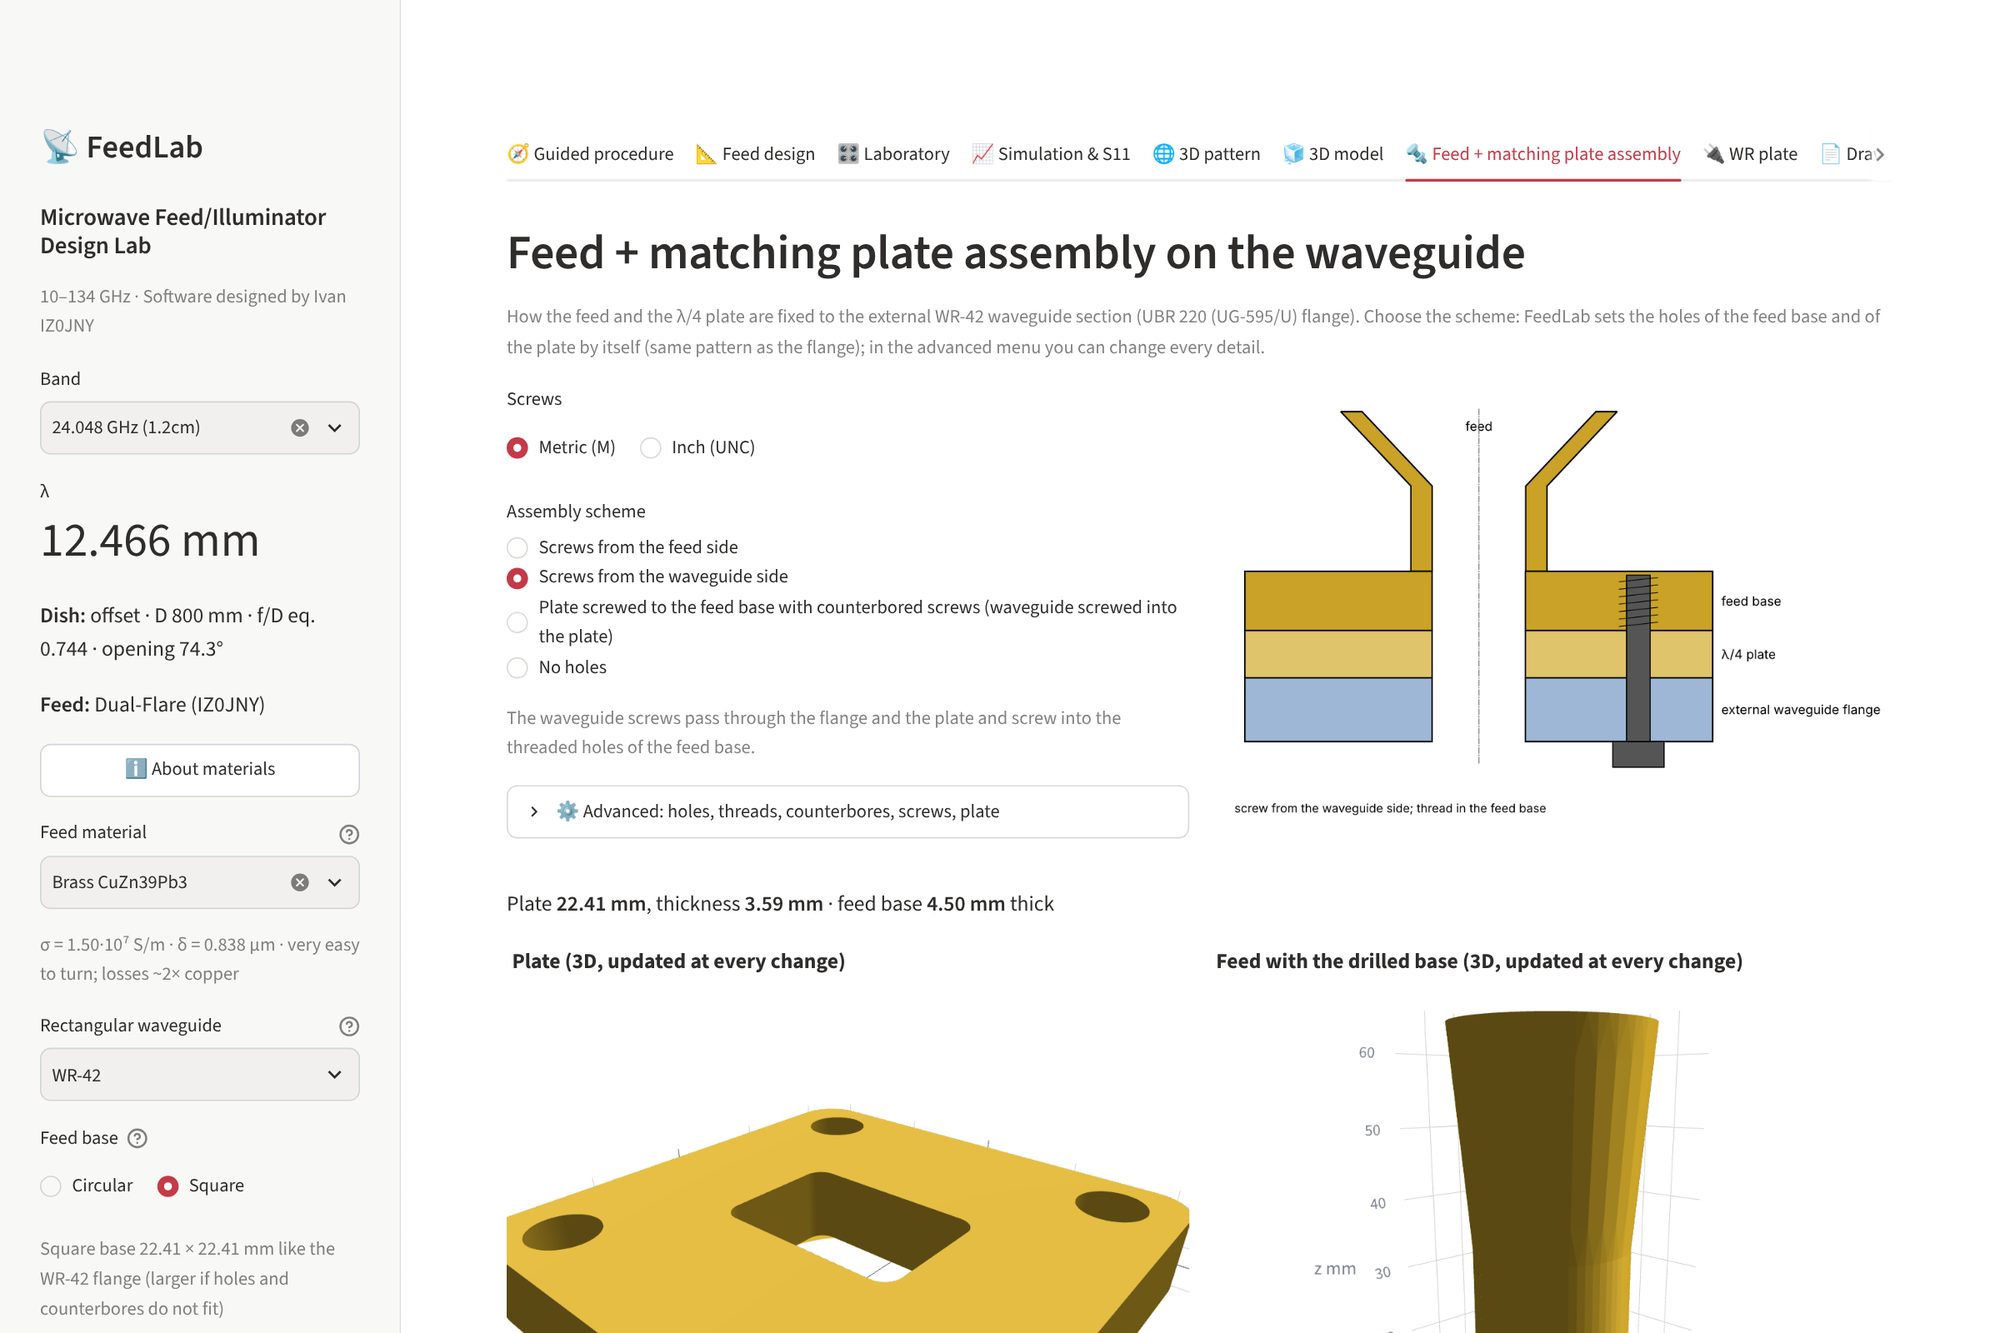 📡 FeedLab
Microwave Feed/Illuminator
Design Lab
10–134 GHz · Software designed by Ivan
IZ0JNY
Band
24.048 GHz (1.2cm)
λ
12.466 mm
Dish: offset · D 800 mm · f/D eq.
0.744 · opening 74.3°
Feed: Dual-Flare (IZ0JNY)
ℹ️ About materials
Feed material
Brass CuZn39Pb3
σ = 1.50·10⁷ S/m · δ = 0.838 µm · very easy
to turn; losses ~2× copper
Rectangular waveguide
WR-42
Feed base
Circular
Square
Square base 22.41 × 22.41 mm like the
WR-42 flange (larger if holes and
counterbores do not fit)
🧭 Guided procedure
📐 Feed design
🎛️ Laboratory
📈 Simulation & S11
🌐 3D pattern
🧊 3D model
🔩 Feed + matching plate assembly
🔌 WR plate
📄 Dra
Feed + matching plate assembly on the waveguide
How the feed and the λ/4 plate are fixed to the external WR-42 waveguide section (UBR 220 (UG-595/U) flange). Choose the scheme: FeedLab sets the holes of the feed base and of
the plate by itself (same pattern as the flange); in the advanced menu you can change every detail.
Screws
Metric (M)
Inch (UNC)
Assembly scheme
Screws from the feed side
Screws from the waveguide side
Plate screwed to the feed base with counterbored screws (waveguide screwed into
the plate)
No holes
The waveguide screws pass through the flange and the plate and screw into the
threaded holes of the feed base.
⚙️ Advanced: holes, threads, counterbores, screws, plate
feed
feed base
λ/4 plate
external waveguide flange
screw from the waveguide side; thread in the feed base
Plate 22.41 mm, thickness 3.59 mm · feed base 4.50 mm thick
Plate (3D, updated at every change)
Feed with the drilled base (3D, updated at every change)
60
50
40
z mm
30